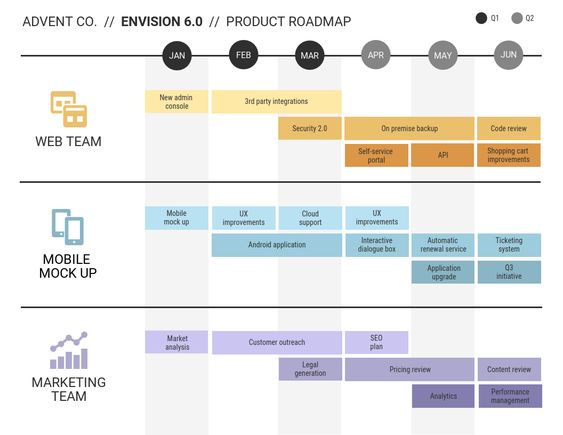 ADVENT CO. // ENVISION 6.0 // PRODUCT ROADMAP
Q1
Q2
JAN
FEB
MAR
APR
MAY
JUN
WEB TEAM
New admin
console
3rd party integrations
Security 2.0
On premise backup
Code review
Self-service
portal
API
Shopping cart
improvements
MOBILE
MOCK UP
Mobile
mock up
UX
improvements
Cloud
support
UX
improvements
Android application
Interactive
dialogue box
Automatic
renewal service
Ticketing
system
Application
upgrade
Q3
initiative
MARKETING
TEAM
Market
analysis
Customer outreach
SEO
plan
Legal
generation
Pricing review
Content review
Analytics
Performance
management